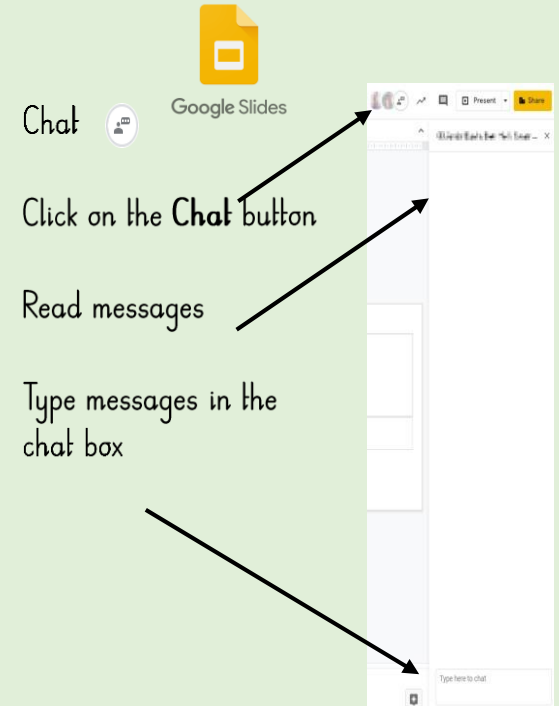 Google Slides
Chat
Click on the Chat button
Read messages
Type messages in the
chat box
Present
Share
Type here to chat